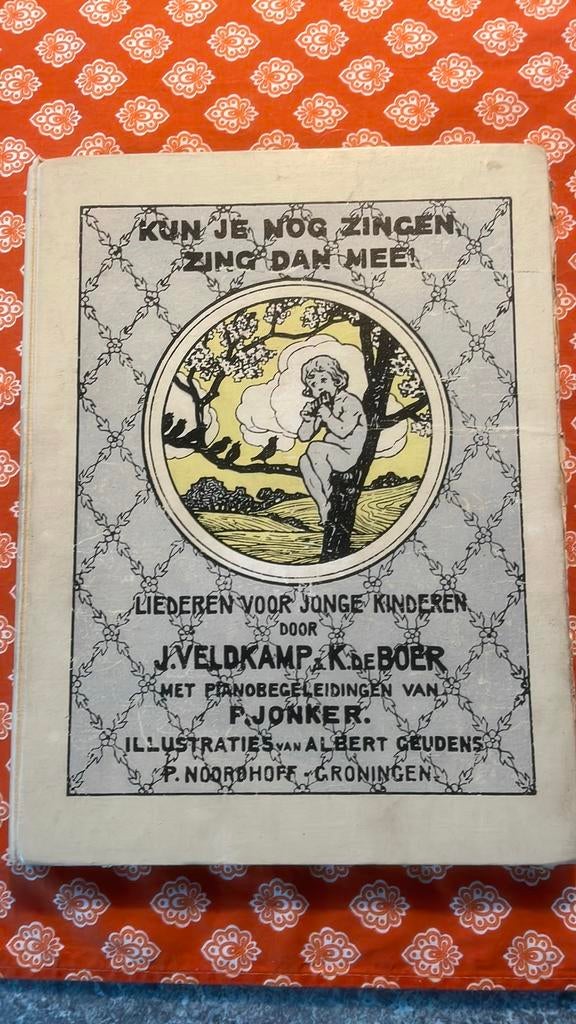 KUN JE NOG ZINGEN,
ZING DAN MEE!
LIEDEREN VOOR JONGE KINDEREN
DOOR
J. VELDKAMP & K. DE BOER
MET PIANOBEGELEIDINGEN VAN
P. JONKER.
ILLUSTRATIES VAN ALBERT GEUDENS
P. NOORDHOFF - GRONINGEN.